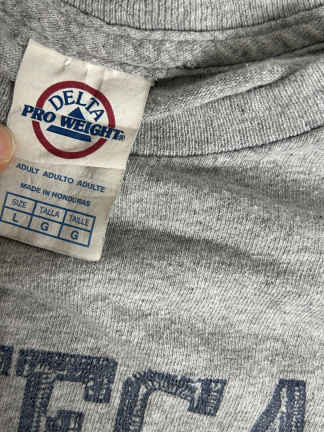 DELTA
PRO WEIGHT®
ADULT ADULTO ADULTE
MADE IN HONDURAS
SIZE TALLA TAILLE
L G G